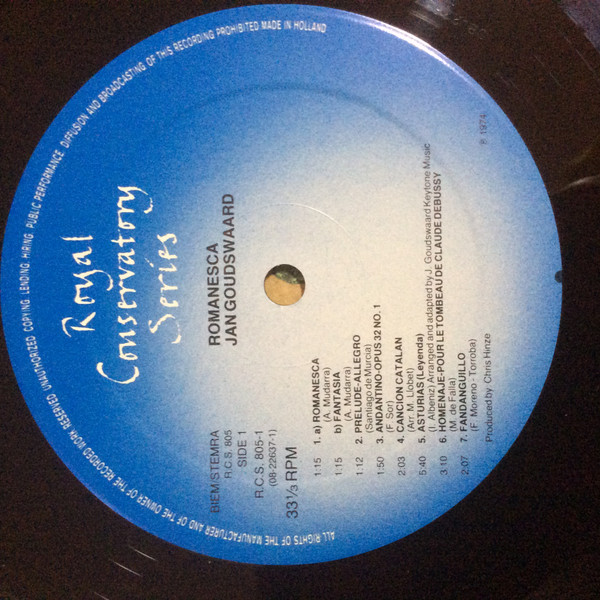 ALL RIGHTS OF THE MANUFACTURER AND OF THE OWNER OF THE RECORDED WORK RESERVED. UNAUTHORIZED COPYING. LENDING. HIRING. PUBLIC PERFORMANCE. DIFFUSION AND BROADCASTING OF THIS RECORDING PROHIBITED MADE IN HOLLAND
Royal
Conservatory
Series
ROMANESCA
JAN GOUDSWAARD
BIEM/STEMRA
R.C.S. 805
SIDE 1
R.C.S. 805-1
(08-22637-1)
33⅓ RPM
1:15 1. a) ROMANESCA
(A. Mudarra)
1:15 b) FANTASIA
(A. Mudarra)
1:12 2. PRELUDE-ALLEGRO
(Santiago de Murcia)
1:50 3. ANDANTINO-OPUS 32 NO. 1
(F. Sor)
2:03 4. CANCION CATALAN
(Arr. M. Llobet)
5:40 5. ASTURIAS (Leyenda)
(I. Albeniz) Arranged and adapted by J. Goudswaard Keytone Music
3:10 6. HOMENAJE-POUR LE TOMBEAU DE CLAUDE DEBUSSY
(M. de Falla)
2:07 7. FANDANGUILLO
(F. Moreno - Torroba)
Produced by Chris Hinze
℗ 1974